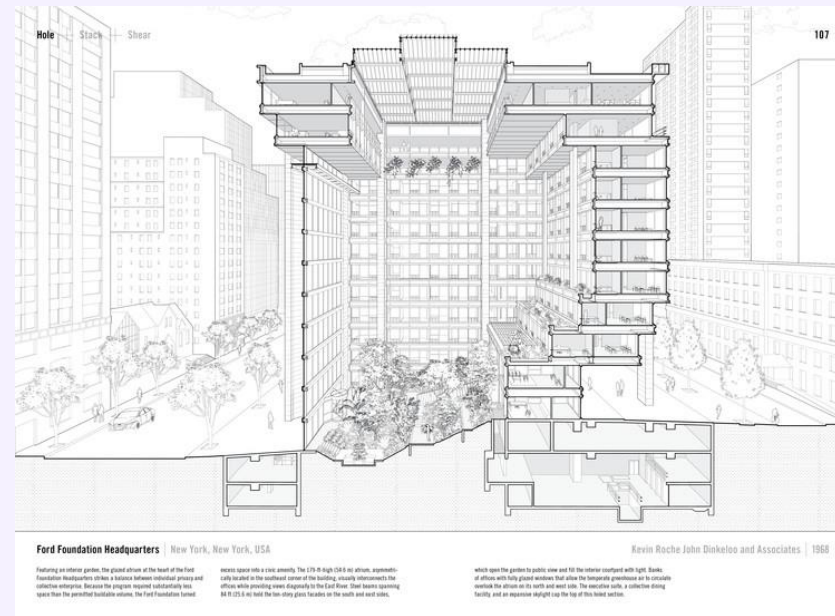 Hole + Stack + Shear
107
Ford Foundation Headquarters | New York, New York, USA
Kevin Roche John Dinkeloo and Associates | 1968
Featuring an interior garden, the glazed atrium at the heart of the Ford
Foundation Headquarters strikes a balance between individual privacy and
collective enterprise. Because the program required substantially less
space than the permitted buildable volume, the Ford Foundation turned
excess space into a civic amenity. The 179-ft-high (54.6 m) atrium, asymmetri-
cally located in the southeast corner of the building, visually interconnects the
offices while providing views diagonally to the East River. Steel beams spanning
84 ft (25.6 m) hold the ten-story glass facades on the south and east sides,
which open the garden to public view and fill the interior courtyard with light. Banks
of offices with fully glazed windows that allow the temperate greenhouse air to circulate
overlook the atrium on its north and west side. The executive suite, a collective dining
facility, and an expansive skylight cap the top of this holed section.